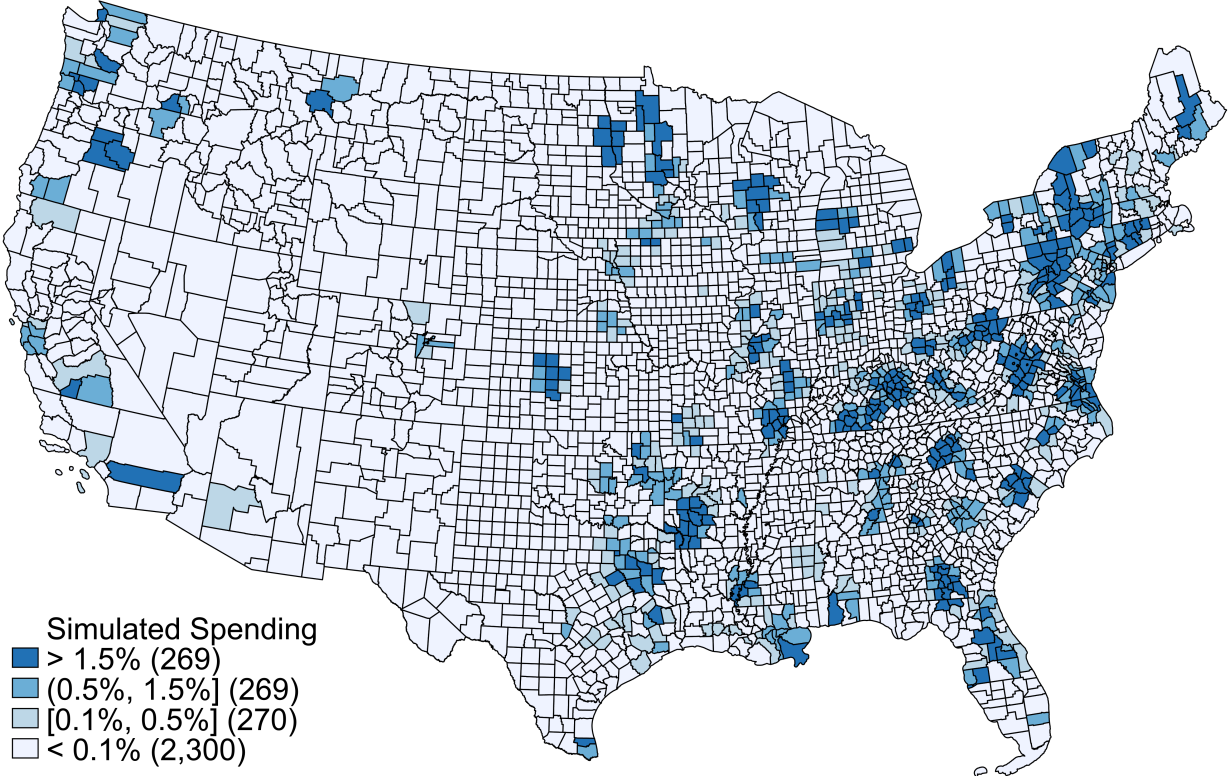 Simulated Spending
> 1.5% (269)
(0.5%, 1.5%] (269)
[0.1%, 0.5%] (270)
< 0.1% (2,300)